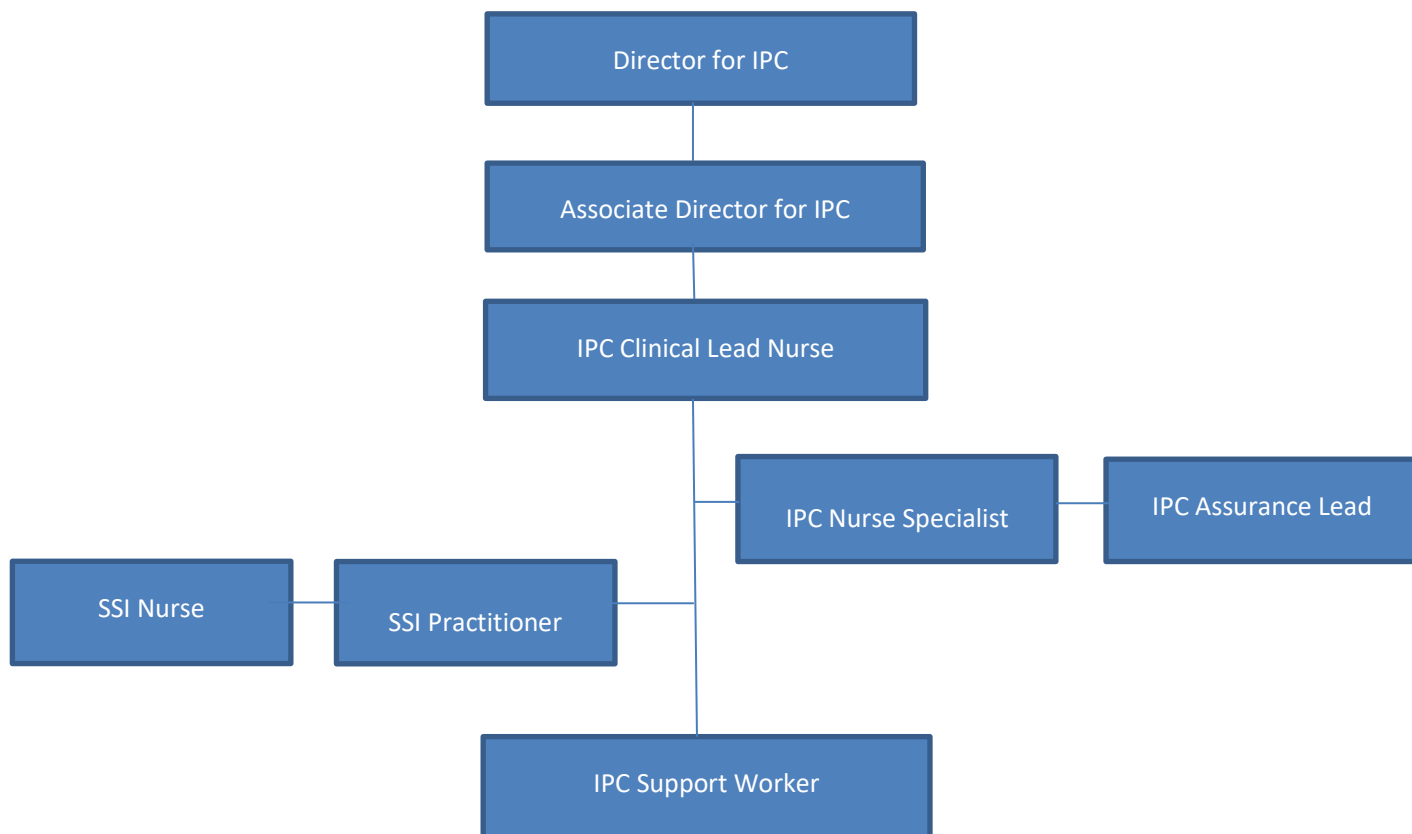 Director for IPC
Associate Director for IPC
IPC Clinical Lead Nurse
IPC Nurse Specialist
IPC Assurance Lead
SSI Nurse
SSI Practitioner
IPC Support Worker